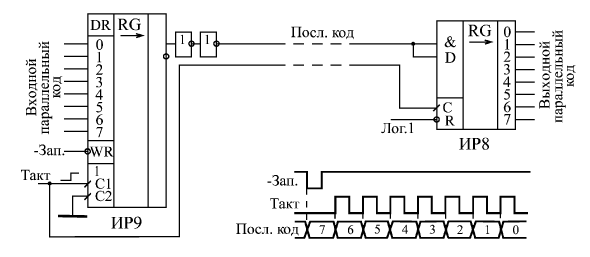 DR RG
0
1
2
3
4
5
6
7
Входной
параллельный
код
-Зап. WR
Такт
1
C1
C2
ИР9
1 1
Посл. код
& RG
D
C
R
Лог.1
0
1
2
3
4
5
6
7
Выходной
параллельный
код
ИР8
-Зап.
Такт
Посл. код 7 6 5 4 3 2 1 0